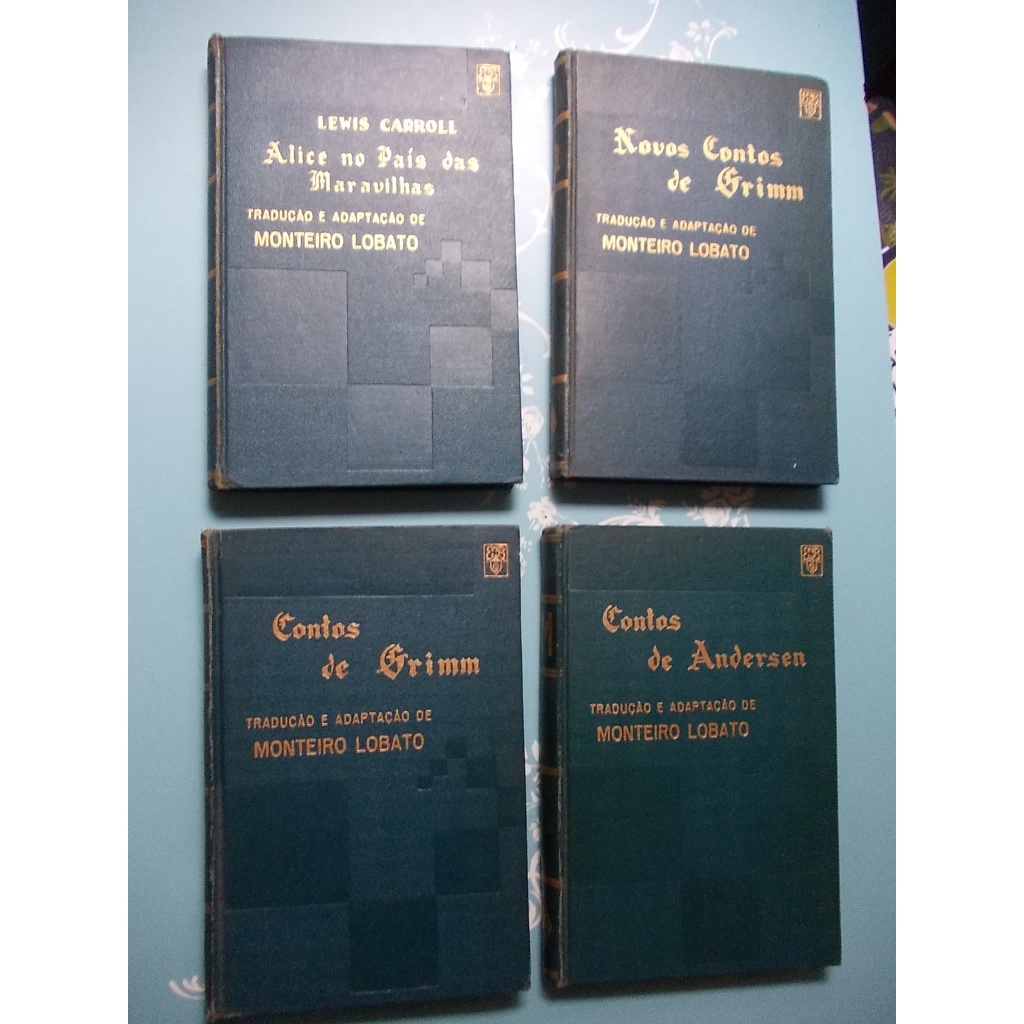 LEWIS CARROLL
Alice no País das
Maravilhas
TRADUÇÃO E ADAPTAÇÃO DE
MONTEIRO LOBATO
Novos Contos
de Grimm
TRADUÇÃO E ADAPTAÇÃO DE
MONTEIRO LOBATO
Contos
de Grimm
TRADUÇÃO E ADAPTAÇÃO DE
MONTEIRO LOBATO
Contos
de Andersen
TRADUÇÃO E ADAPTAÇÃO DE
MONTEIRO LOBATO